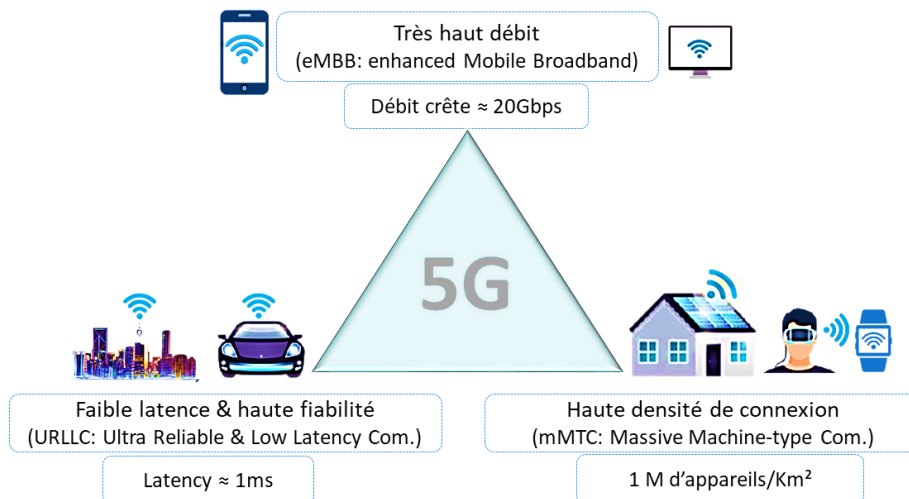 Très haut débit
(eMBB: enhanced Mobile Broadband)
Débit crête ≈ 20Gbps
5G
Faible latence & haute fiabilité
(URLLC: Ultra Reliable & Low Latency Com.)
Latency ≈ 1ms
Haute densité de connexion
(mMTC: Massive Machine-type Com.)
1 M d’appareils/Km²